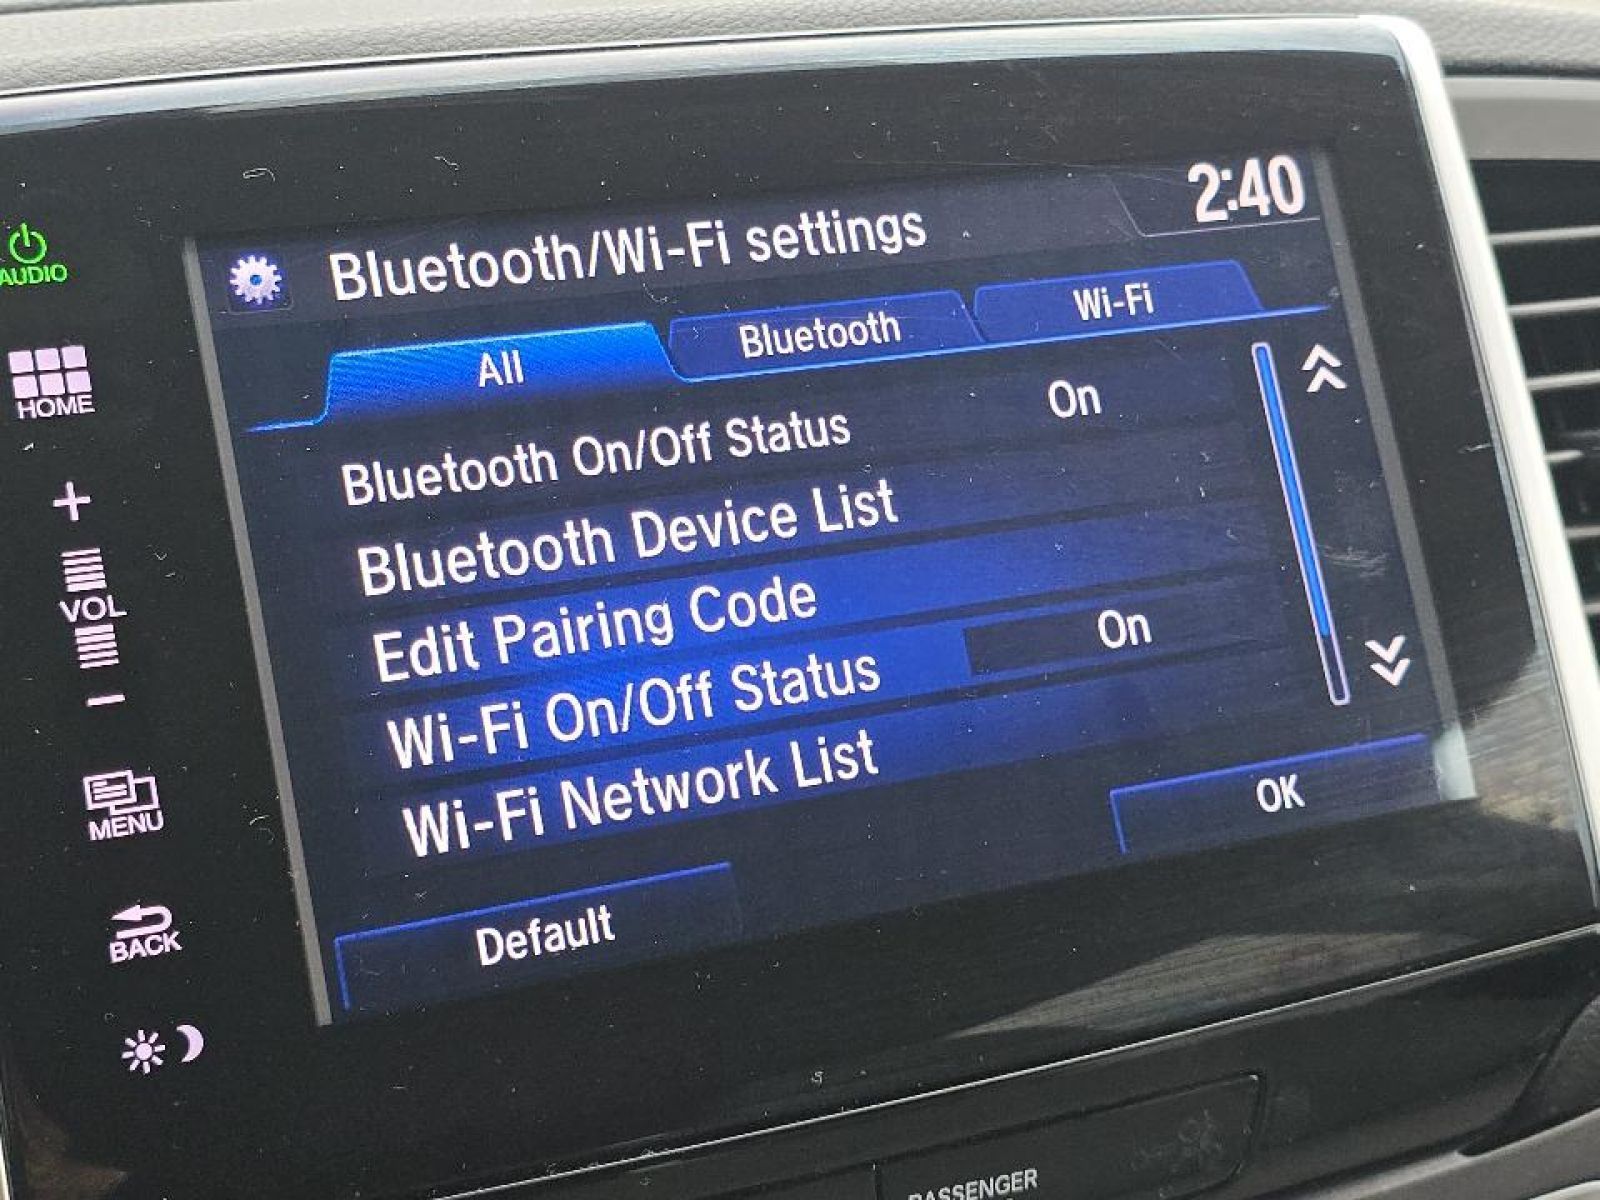 2:40
Bluetooth/Wi-Fi settings
All Bluetooth Wi-Fi
Bluetooth On/Off Status On
Bluetooth Device List
Edit Pairing Code
Wi-Fi On/Off Status On
Wi-Fi Network List
Default OK
AUDIO
HOME
+
VOL
-
MENU
BACK
PASSENGER